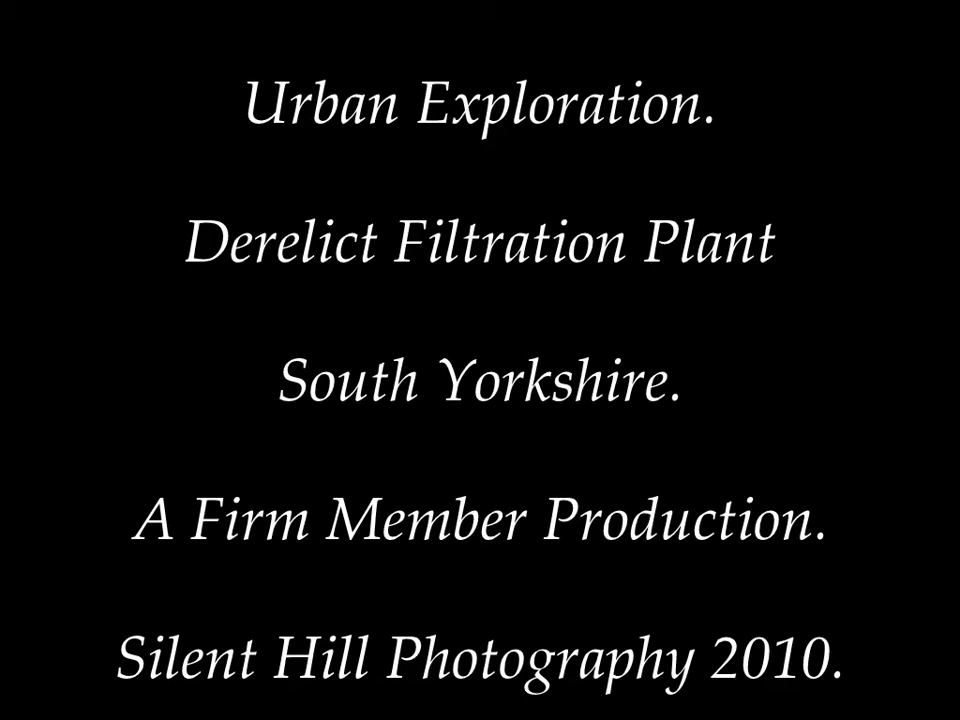 Urban Exploration.
Derelict Filtration Plant
South Yorkshire.
A Firm Member Production.
Silent Hill Photography 2010.